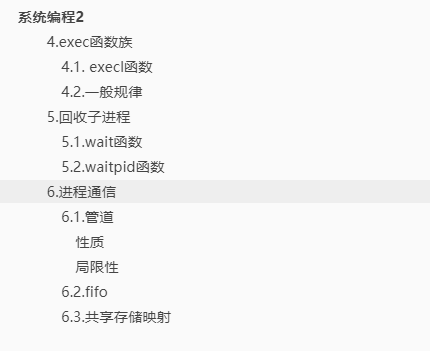 系统编程2
4.exec函数族
4.1. execl函数
4.2.一般规律
5.回收子进程
5.1.wait函数
5.2.waitpid函数
6.进程通信
6.1.管道
性质
局限性
6.2.fifo
6.3.共享存储映射